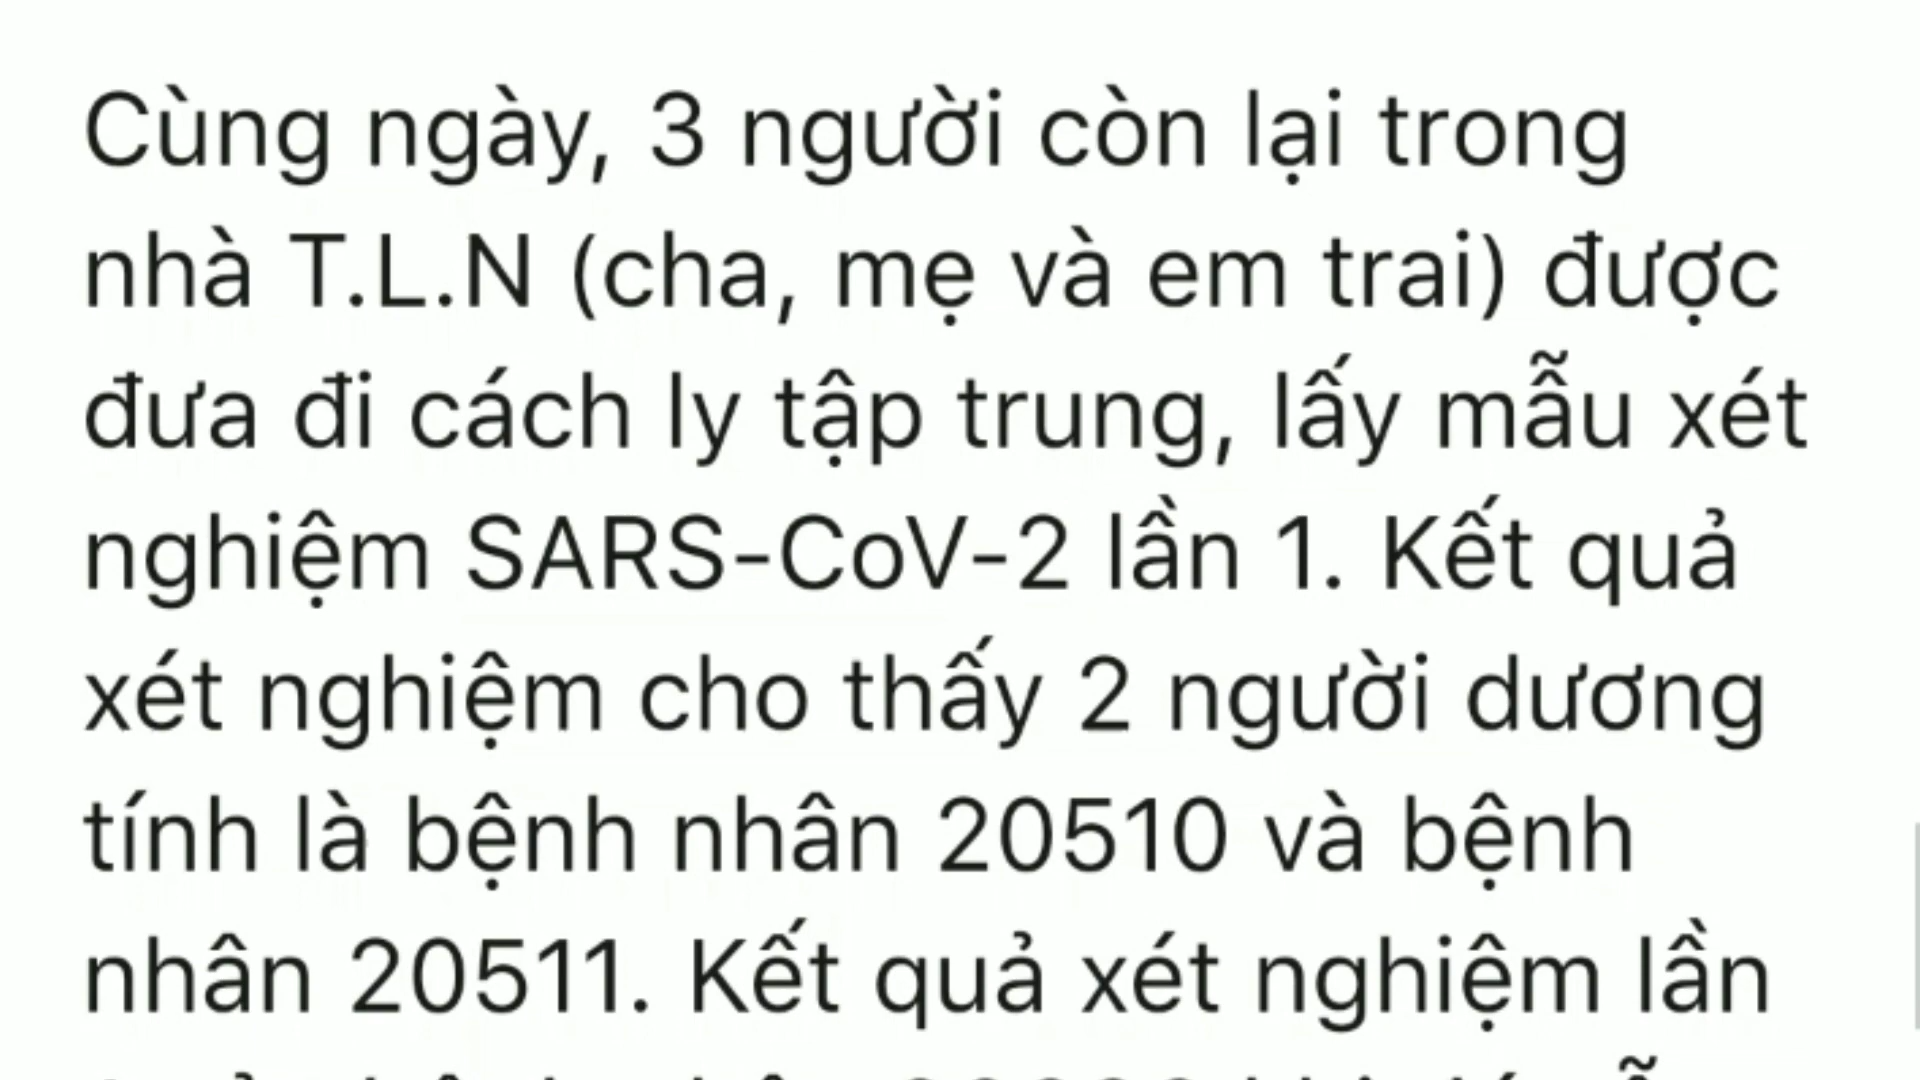 Cùng ngày, 3 người còn lại trong
nhà T.L.N (cha, mẹ và em trai) được
đưa đi cách ly tập trung, lấy mẫu xét
nghiệm SARS-CoV-2 lần 1. Kết quả
xét nghiệm cho thấy 2 người dương
tính là bệnh nhân 20510 và bệnh
nhân 20511. Kết quả xét nghiệm lần